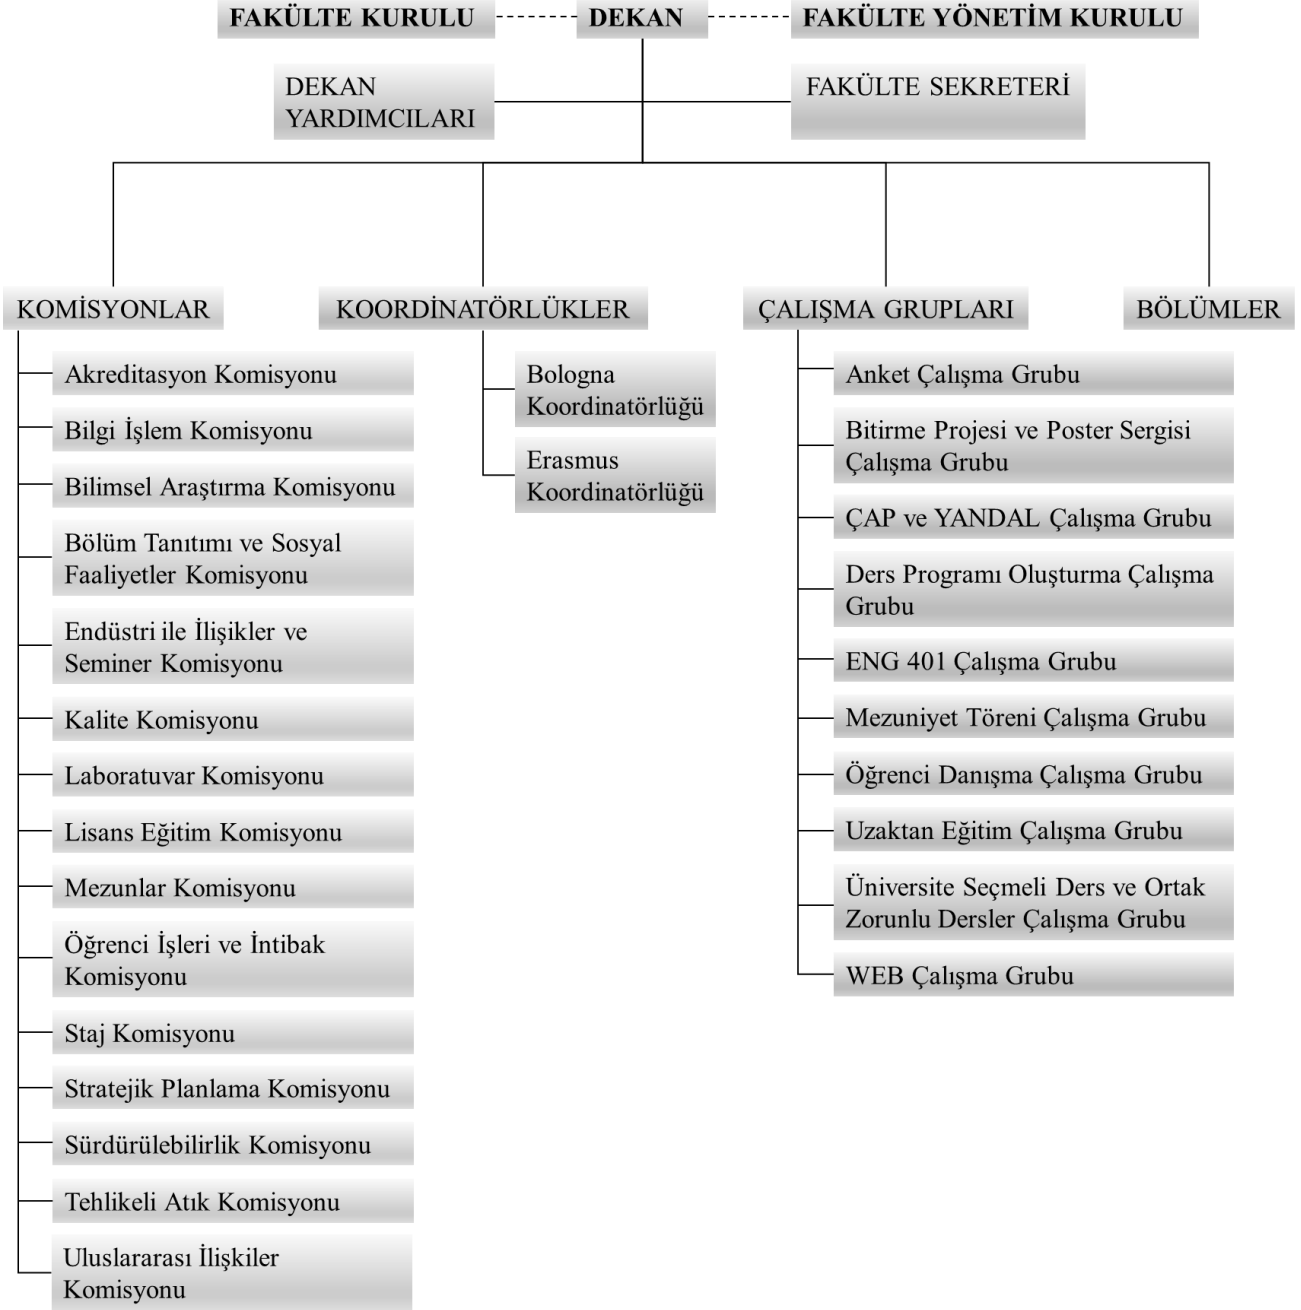 FAKÜLTE KURULU
DEKAN
FAKÜLTE YÖNETİM KURULU
DEKAN
YARDIMCILARI
FAKÜLTE SEKRETERİ
KOMİSYONLAR
Akreditasyon Komisyonu
Bilgi İşlem Komisyonu
Bilimsel Araştırma Komisyonu
Bölüm Tanıtımı ve Sosyal
Faaliyetler Komisyonu
Endüstri ile İlişikler ve
Seminer Komisyonu
Kalite Komisyonu
Laboratuvar Komisyonu
Lisans Eğitim Komisyonu
Mezunlar Komisyonu
Öğrenci İşleri ve İntibak
Komisyonu
Staj Komisyonu
Stratejik Planlama Komisyonu
Sürdürülebilirlik Komisyonu
Tehlikeli Atık Komisyonu
Uluslararası İlişkiler
Komisyonu
KOORDİNATÖRLÜKLER
Bologna
Koordinatörlüğü
Erasmus
Koordinatörlüğü
ÇALIŞMA GRUPLARI
Anket Çalışma Grubu
Bitirme Projesi ve Poster Sergisi
Çalışma Grubu
ÇAP ve YANDAL Çalışma Grubu
Ders Programı Oluşturma Çalışma
Grubu
ENG 401 Çalışma Grubu
Mezuniyet Töreni Çalışma Grubu
Öğrenci Danışma Çalışma Grubu
Uzaktan Eğitim Çalışma Grubu
Üniversite Seçmeli Ders ve Ortak
Zorunlu Dersler Çalışma Grubu
WEB Çalışma Grubu
BÖLÜMLER